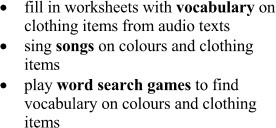 • fill in worksheets with vocabulary on
clothing items from audio texts
• sing songs on colours and clothing
items
• play word search games to find
vocabulary on colours and clothing
items